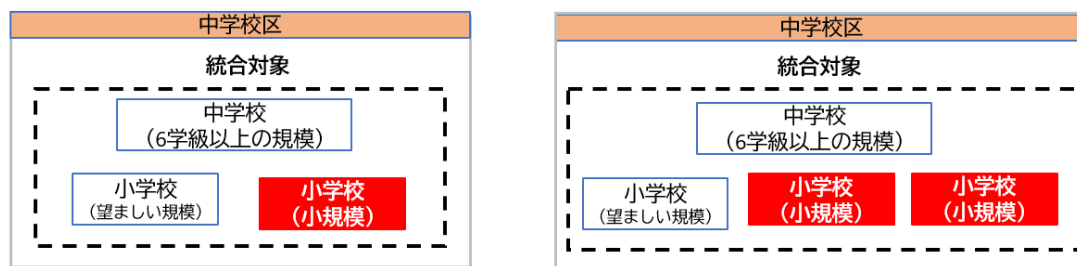 中学校区
統合対象
中学校
（6学級以上の規模）
小学校
（望ましい規模）
小学校
（小規模）
中学校区
統合対象
中学校
（6学級以上の規模）
小学校
（望ましい規模）
小学校
（小規模）
小学校
（小規模）